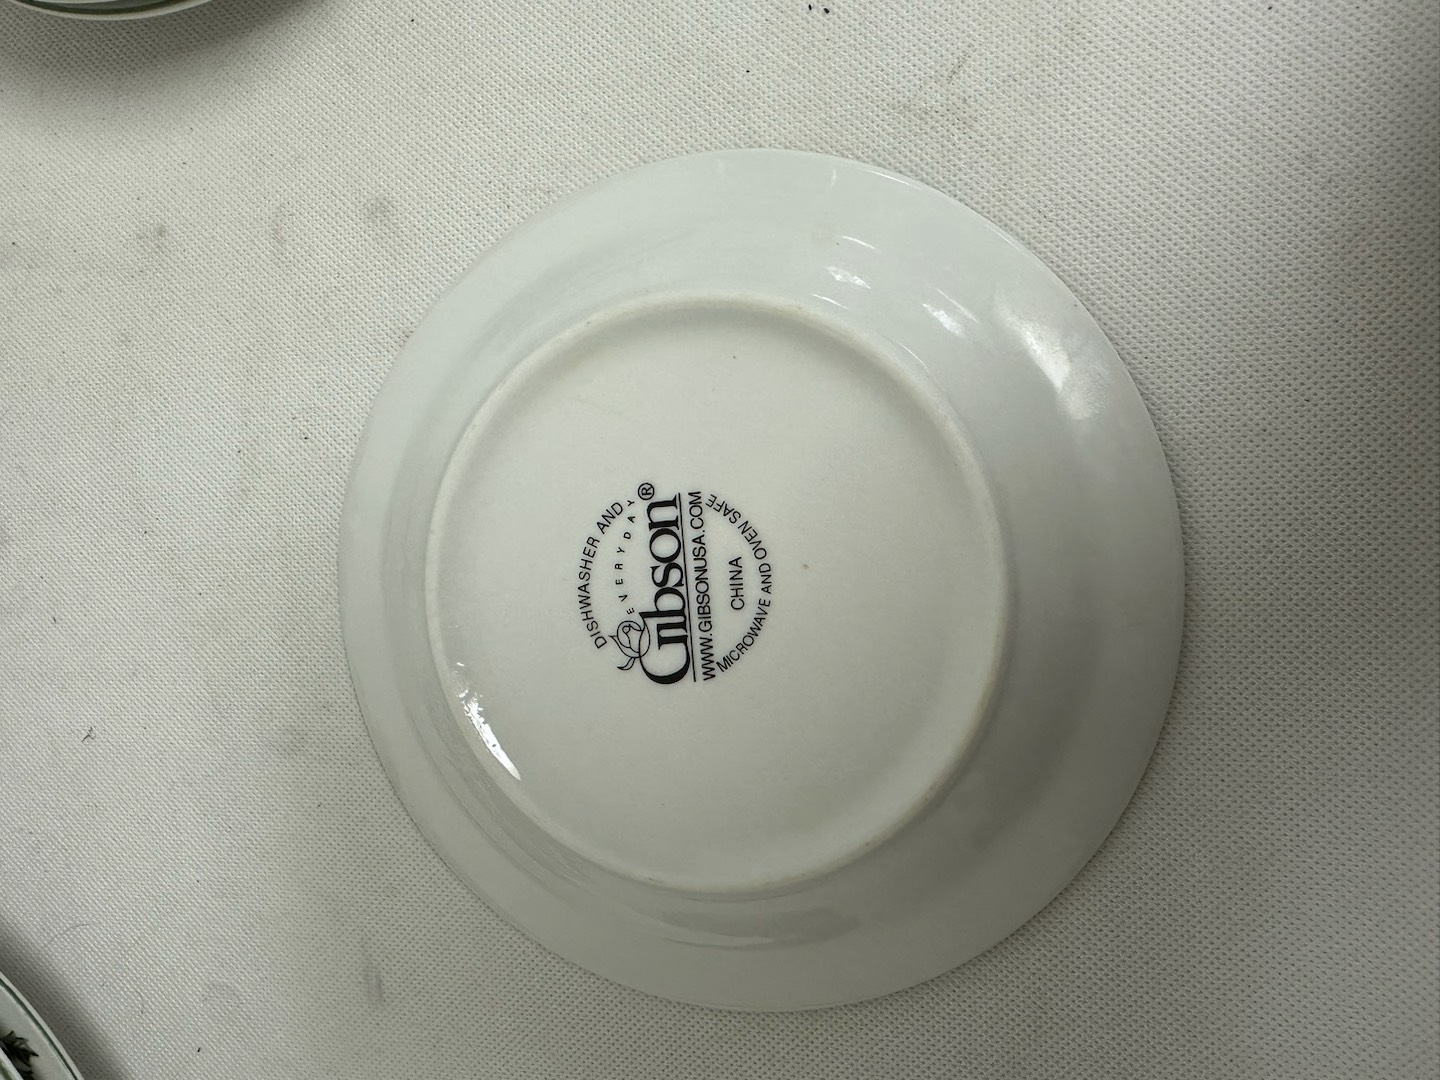 DISHWASHER AND
EVERYDAY
Gibson®
WWW.GIBSONUSA.COM
CHINA
MICROWAVE AND OVEN SAFE